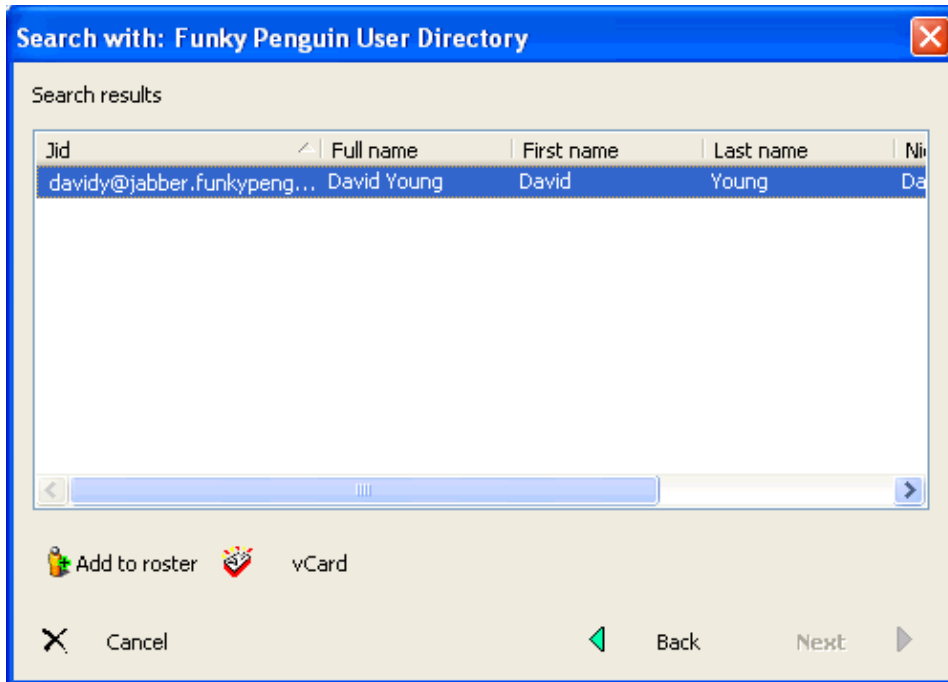 Search with: Funky Penguin User Directory
Search results
Jid Full name First name Last name
davidy@jabber.funkypeng... David Young David Young Da
Add to roster vCard
Cancel Back Next